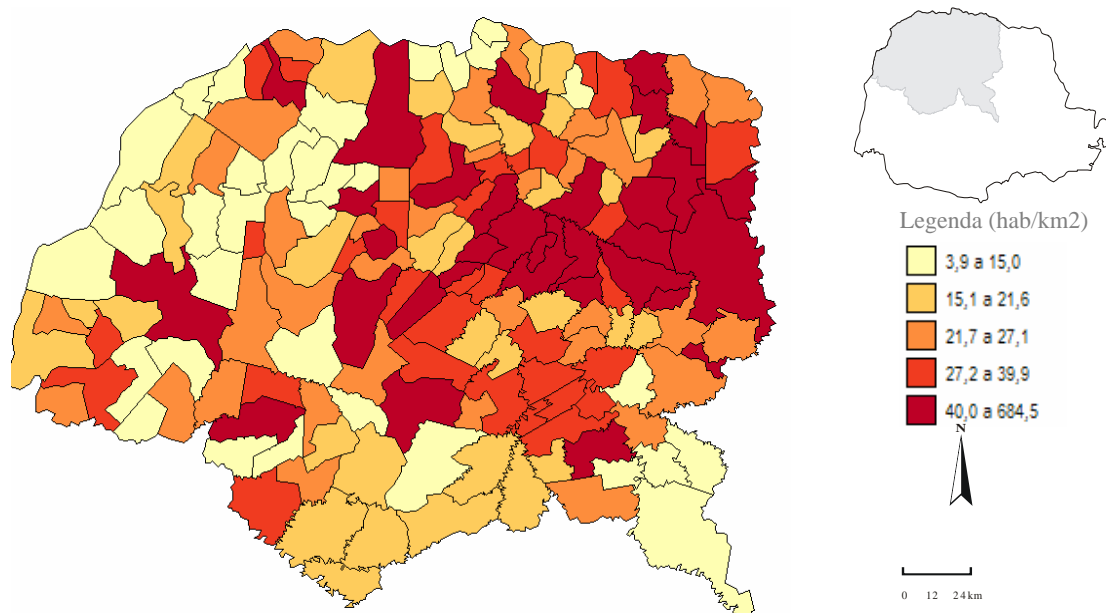 Legenda (hab/km2)
3,9 a 15,0
15,1 a 21,6
21,7 a 27,1
27,2 a 39,9
40,0 a 684,5
N
0 12 24 km